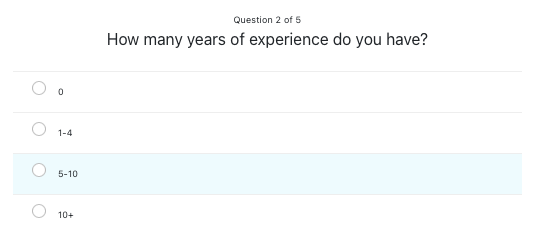 Question 2 of 5
How many years of experience do you have?
0
1-4
5-10
10+